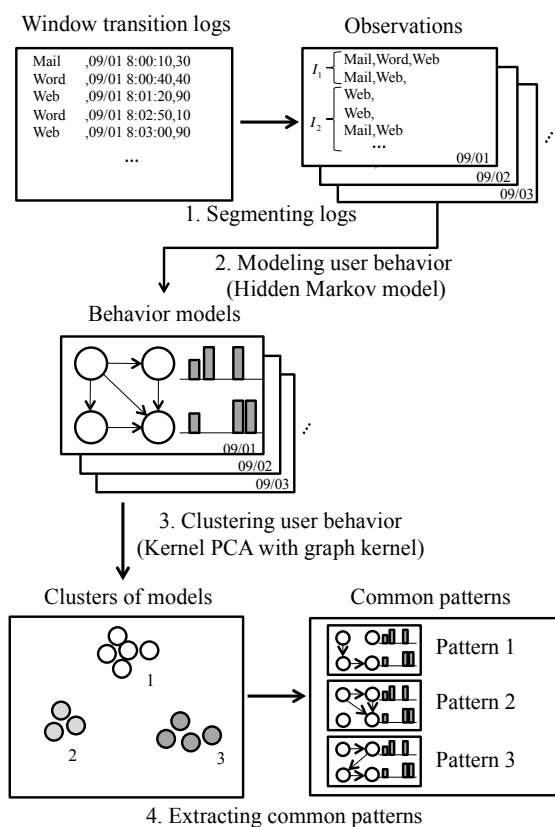 Window transition logs
Mail ,09/01 8:00:10,30
Word ,09/01 8:00:40,40
Web ,09/01 8:01:20,90
Word ,09/01 8:02:50,10
Web ,09/01 8:03:00,90
...
Observations
I1
Mail,Word,Web
Mail,Web,
I2
Web,
Web,
Mail,Web
...
09/01
09/02
09/03
...
1. Segmenting logs
2. Modeling user behavior
(Hidden Markov model)
Behavior models
09/01
09/02
09/03
...
3. Clustering user behavior
(Kernel PCA with graph kernel)
Clusters of models
1
2
3
Common patterns
Pattern 1
Pattern 2
Pattern 3
4. Extracting common patterns